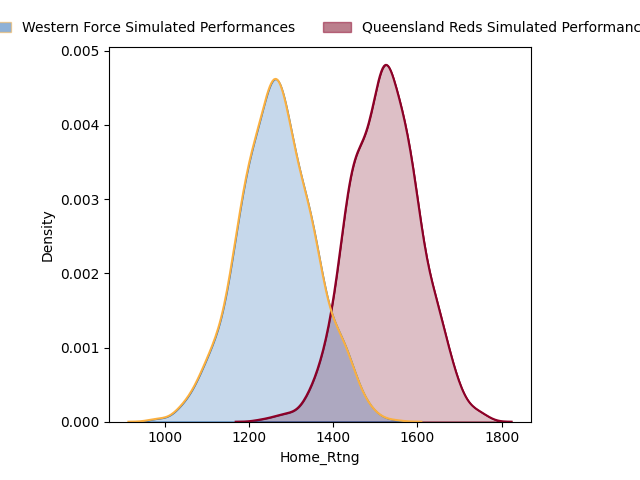 Western Force Simulated Performances
Queensland Reds Simulated Performanc
0.005
0.004
0.003
0.002
0.001
0.000
Density
1000
1200
1400
1600
1800
Home_Rtng